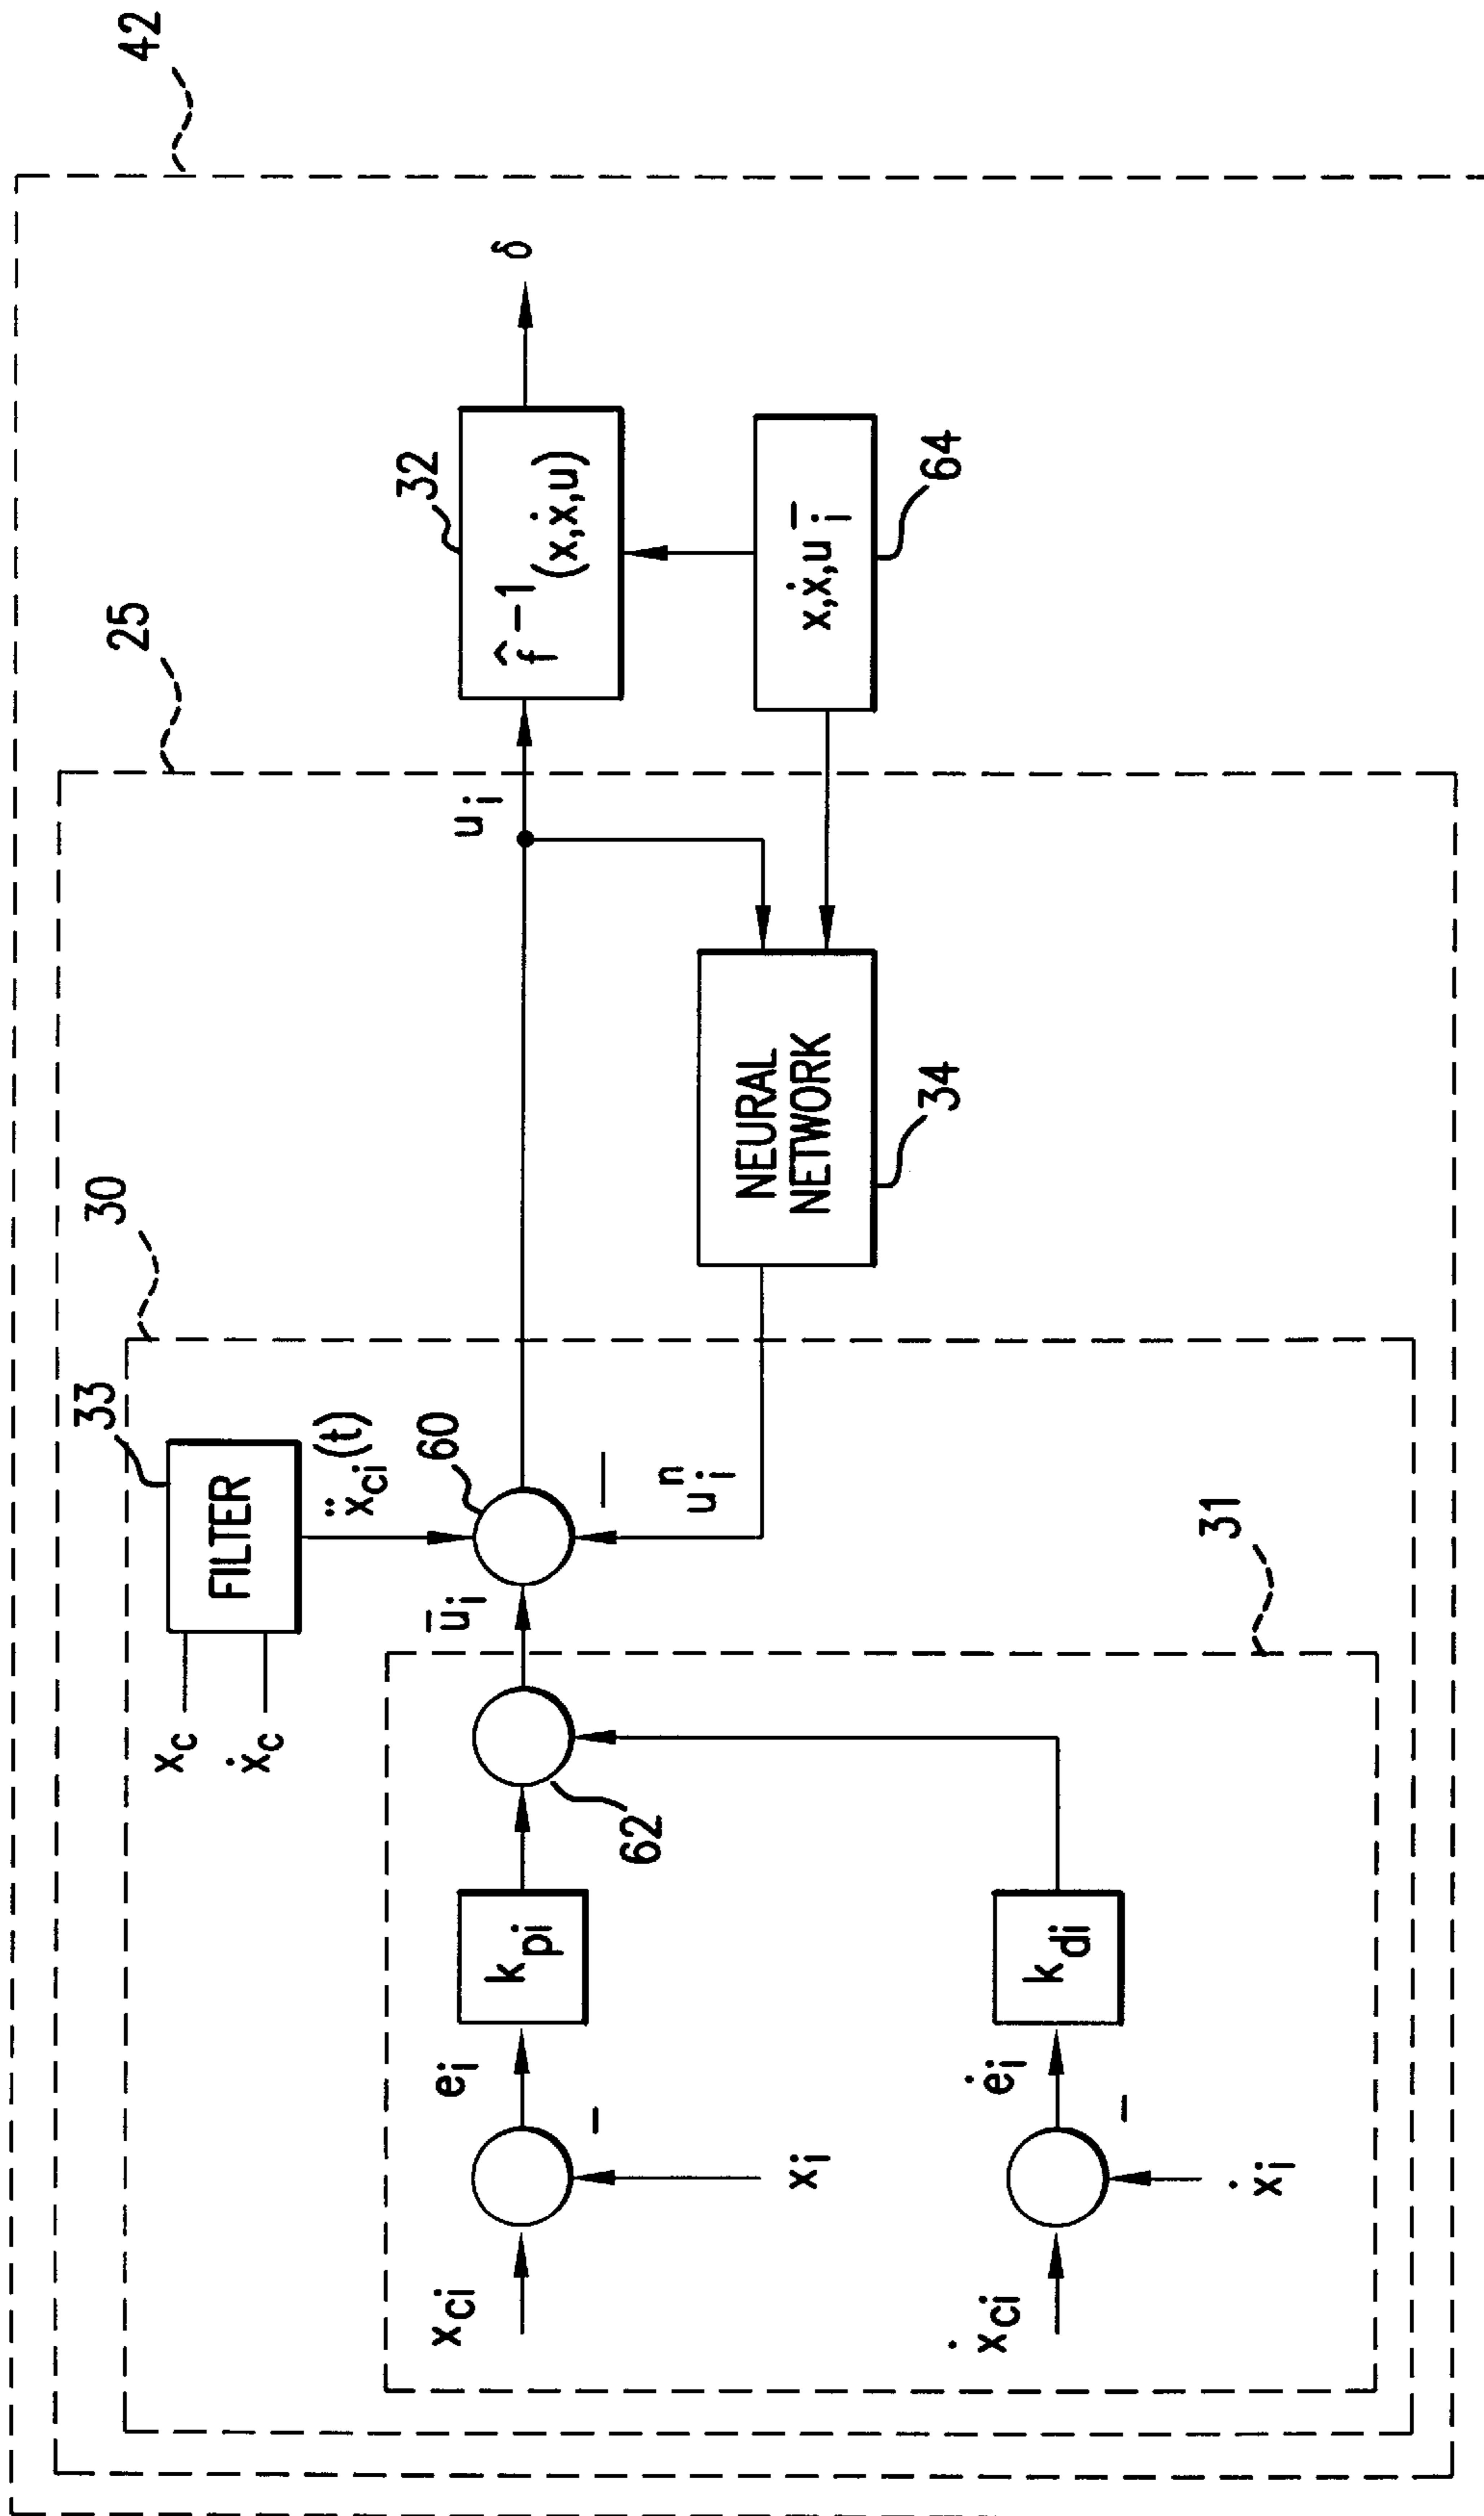 42
25
30
33
FILTER
x_c
ẋ_c
ẍ_ci(t)
60
u_i
32
f̂⁻¹(x,ẋ,u)
δ
x,ẋ,u_i̅
64
NEURAL
NETWORK
34
u_i^n
—
ū_i
31
62
k_pi
e_i
x_ci
–
x_i
k_di
ė_i
ẋ_ci
–
ẋ_i